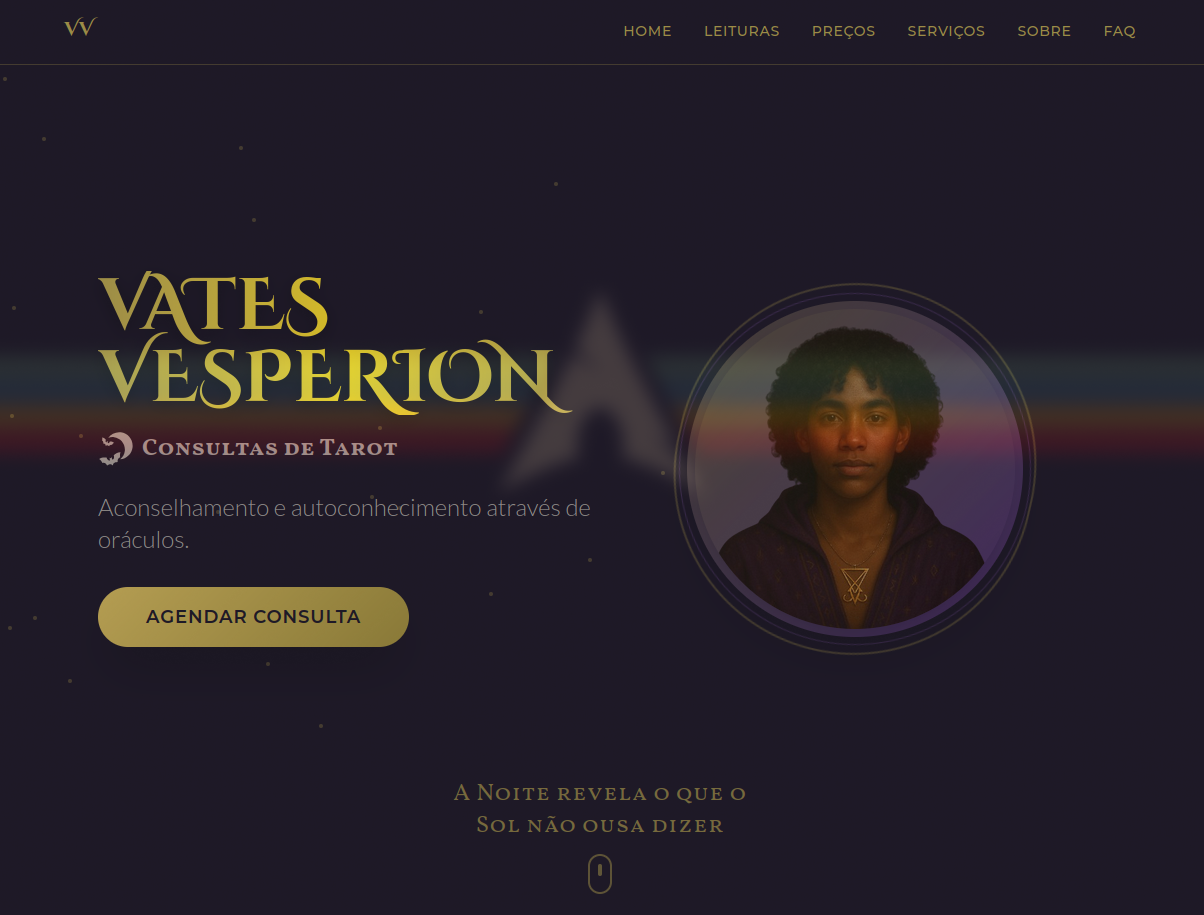 VV
HOME LEITURAS PREÇOS SERVIÇOS SOBRE FAQ
VATES
VESPERION
Consultas de Tarot
Aconselhamento e autoconhecimento através de
oráculos.
AGENDAR CONSULTA
A Noite revela o que o
Sol não ousa dizer